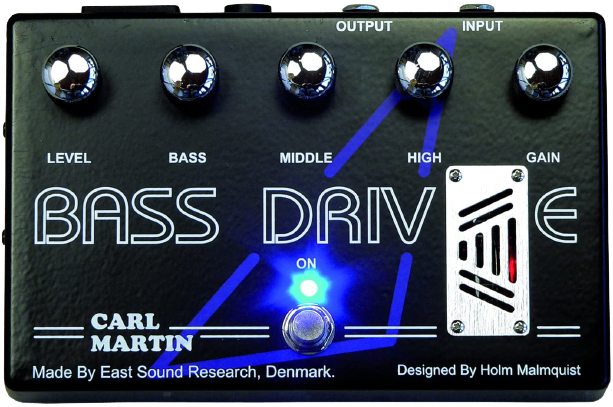 OUTPUT INPUT
LEVEL BASS MIDDLE HIGH GAIN
BASS DRIVE
ON
CARL
MARTIN
Made By East Sound Research, Denmark. Designed By Holm Malmquist